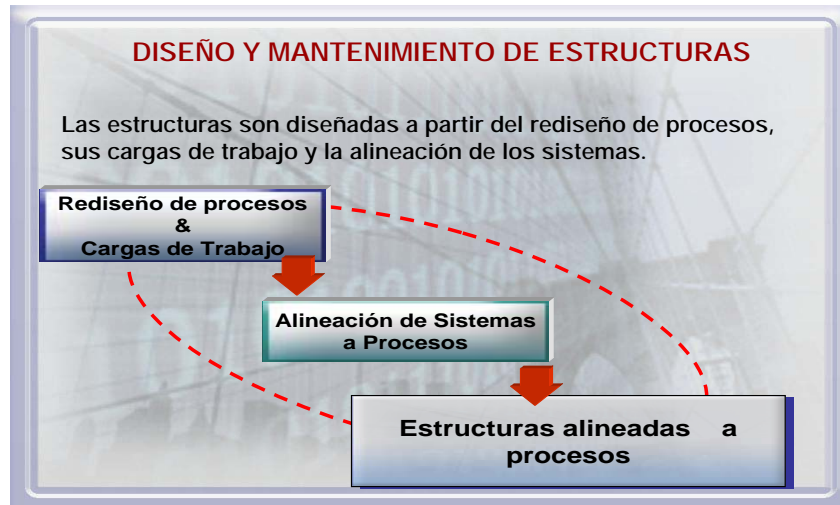 DISEÑO Y MANTENIMIENTO DE ESTRUCTURAS
Las estructuras son diseñadas a partir del rediseño de procesos,
sus cargas de trabajo y la alineación de los sistemas.
Rediseño de procesos
&
Cargas de Trabajo
Alineación de Sistemas
a Procesos
Estructuras alineadas a
procesos